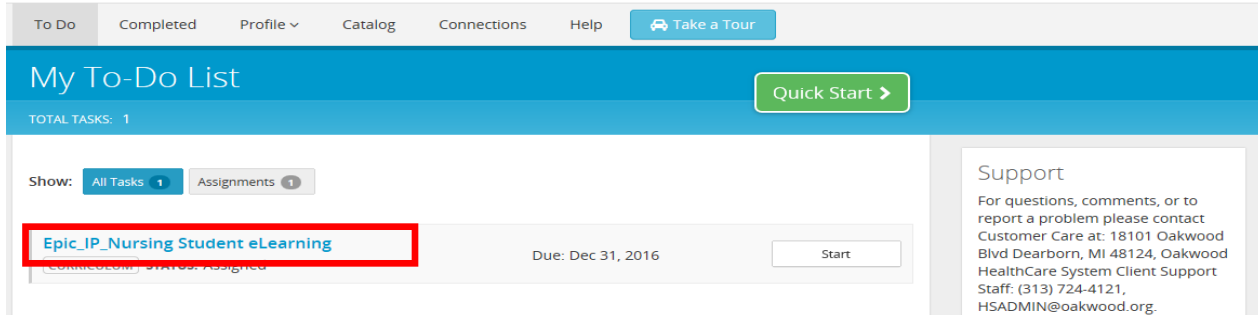 To Do Completed Profile Catalog Connections Help Take a Tour
My To-Do List
Quick Start
TOTAL TASKS: 1
Show: All Tasks 1 Assignments 1
Epic_IP_Nursing Student eLearning
CURRICULUM STATUS: Assigned
Due: Dec 31, 2016
Start
Support
For questions, comments, or to
report a problem please contact
Customer Care at: 18101 Oakwood
Blvd Dearborn, MI 48124, Oakwood
HealthCare System Client Support
Staff: (313) 724-4121,
HSADMIN@oakwood.org.